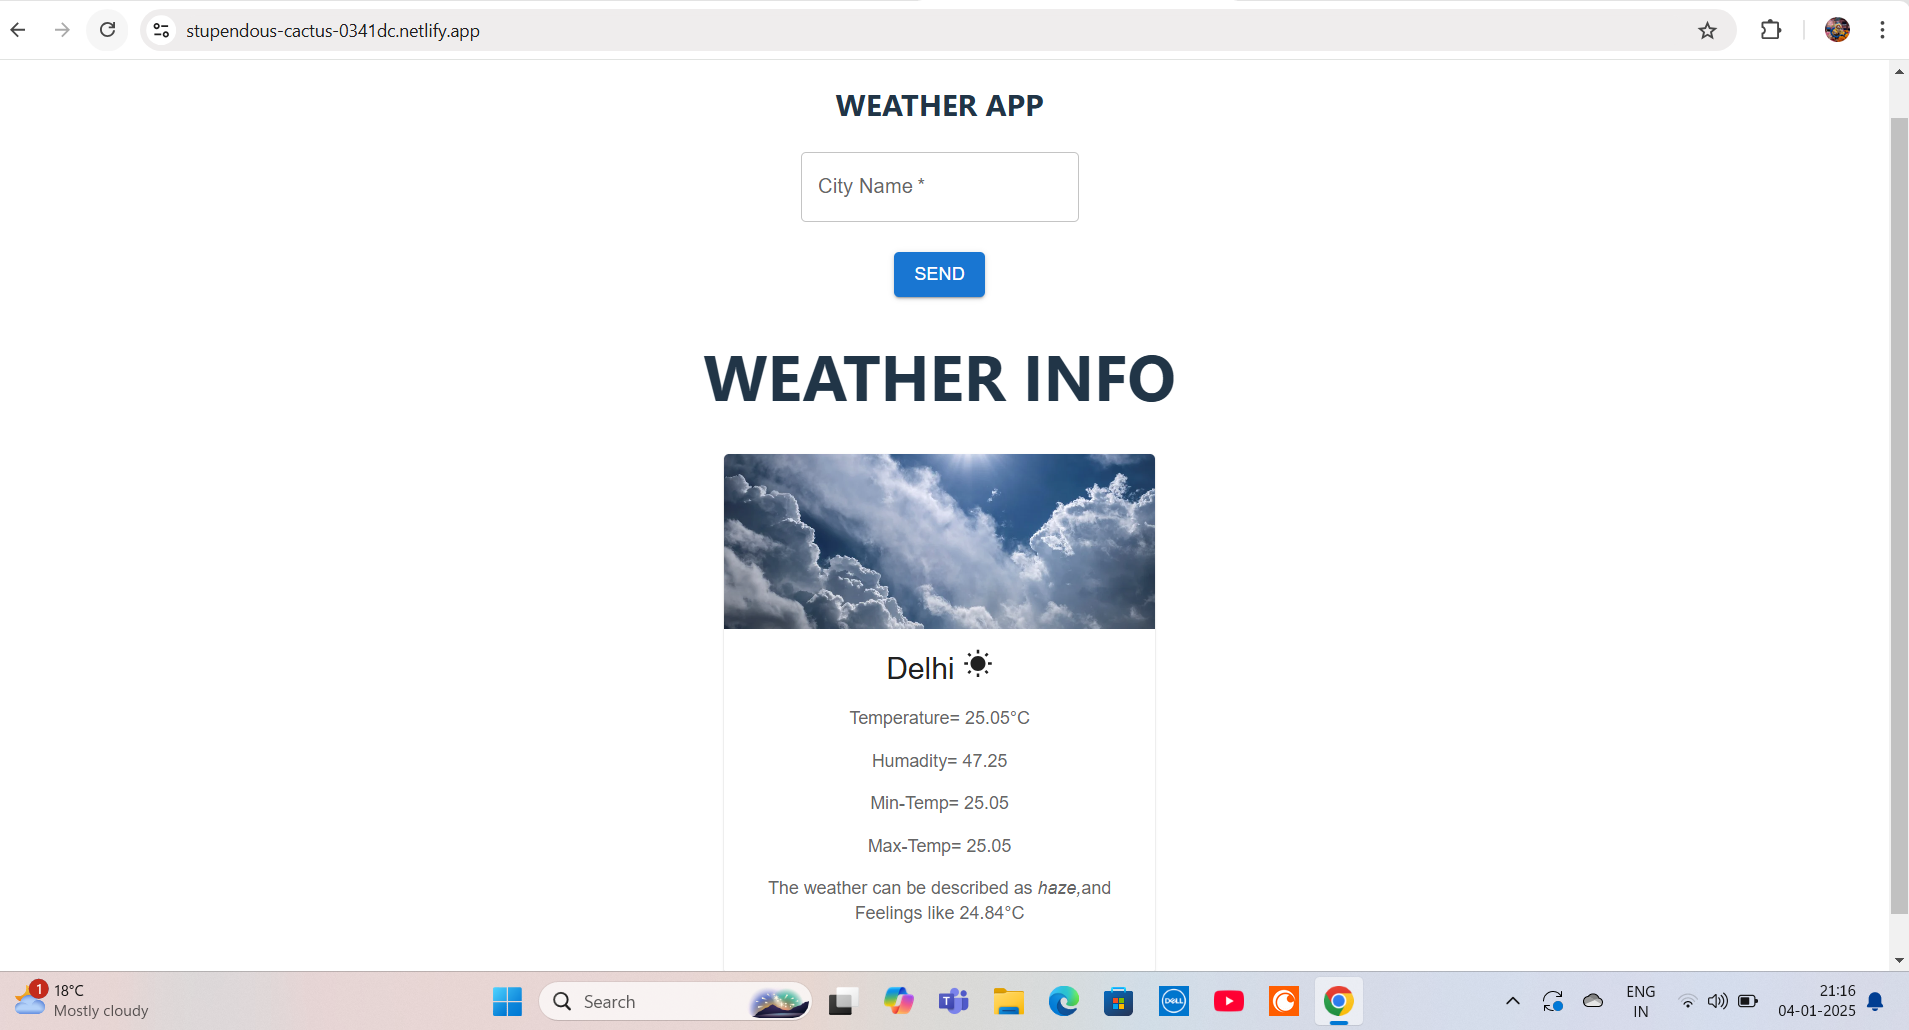 stupendous-cactus-0341dc.netlify.app
WEATHER APP
City Name *
SEND
WEATHER INFO
Delhi
Temperature= 25.05°C
Humadity= 47.25
Min-Temp= 25.05
Max-Temp= 25.05
The weather can be described as haze,and
Feelings like 24.84°C
1
18°C
Mostly cloudy
Search
T
DELL
ENG
IN
21:16
04-01-2025